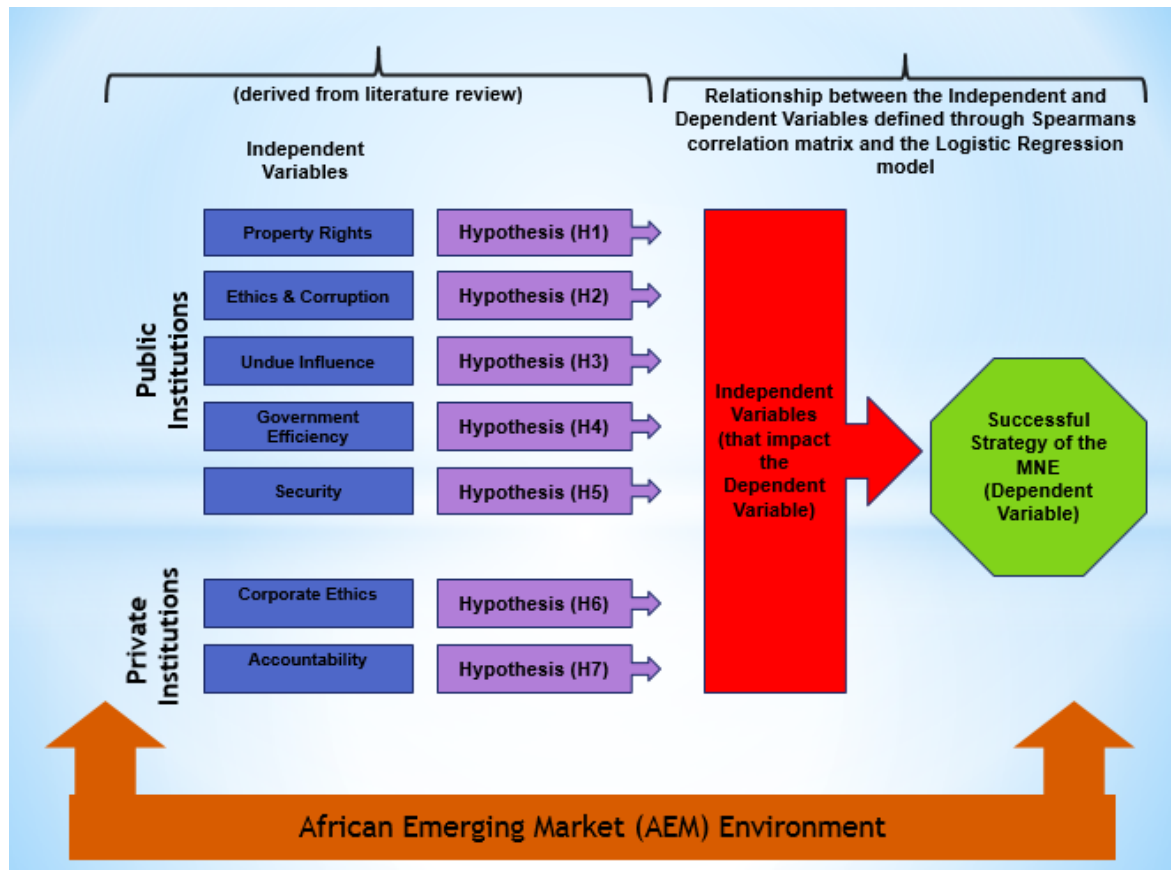 (derived from literature review)
Relationship between the Independent and
Dependent Variables defined through Spearmans
correlation matrix and the Logistic Regression
model
Independent
Variables
Public
Institutions
Property Rights
Hypothesis (H1)
Ethics & Corruption
Hypothesis (H2)
Undue Influence
Hypothesis (H3)
Government
Efficiency
Hypothesis (H4)
Security
Hypothesis (H5)
Private
Institutions
Corporate Ethics
Hypothesis (H6)
Accountability
Hypothesis (H7)
Independent
Variables
(that impact
the
Dependent
Variable)
Successful
Strategy of the
MNE
(Dependent
Variable)
African Emerging Market (AEM) Environment